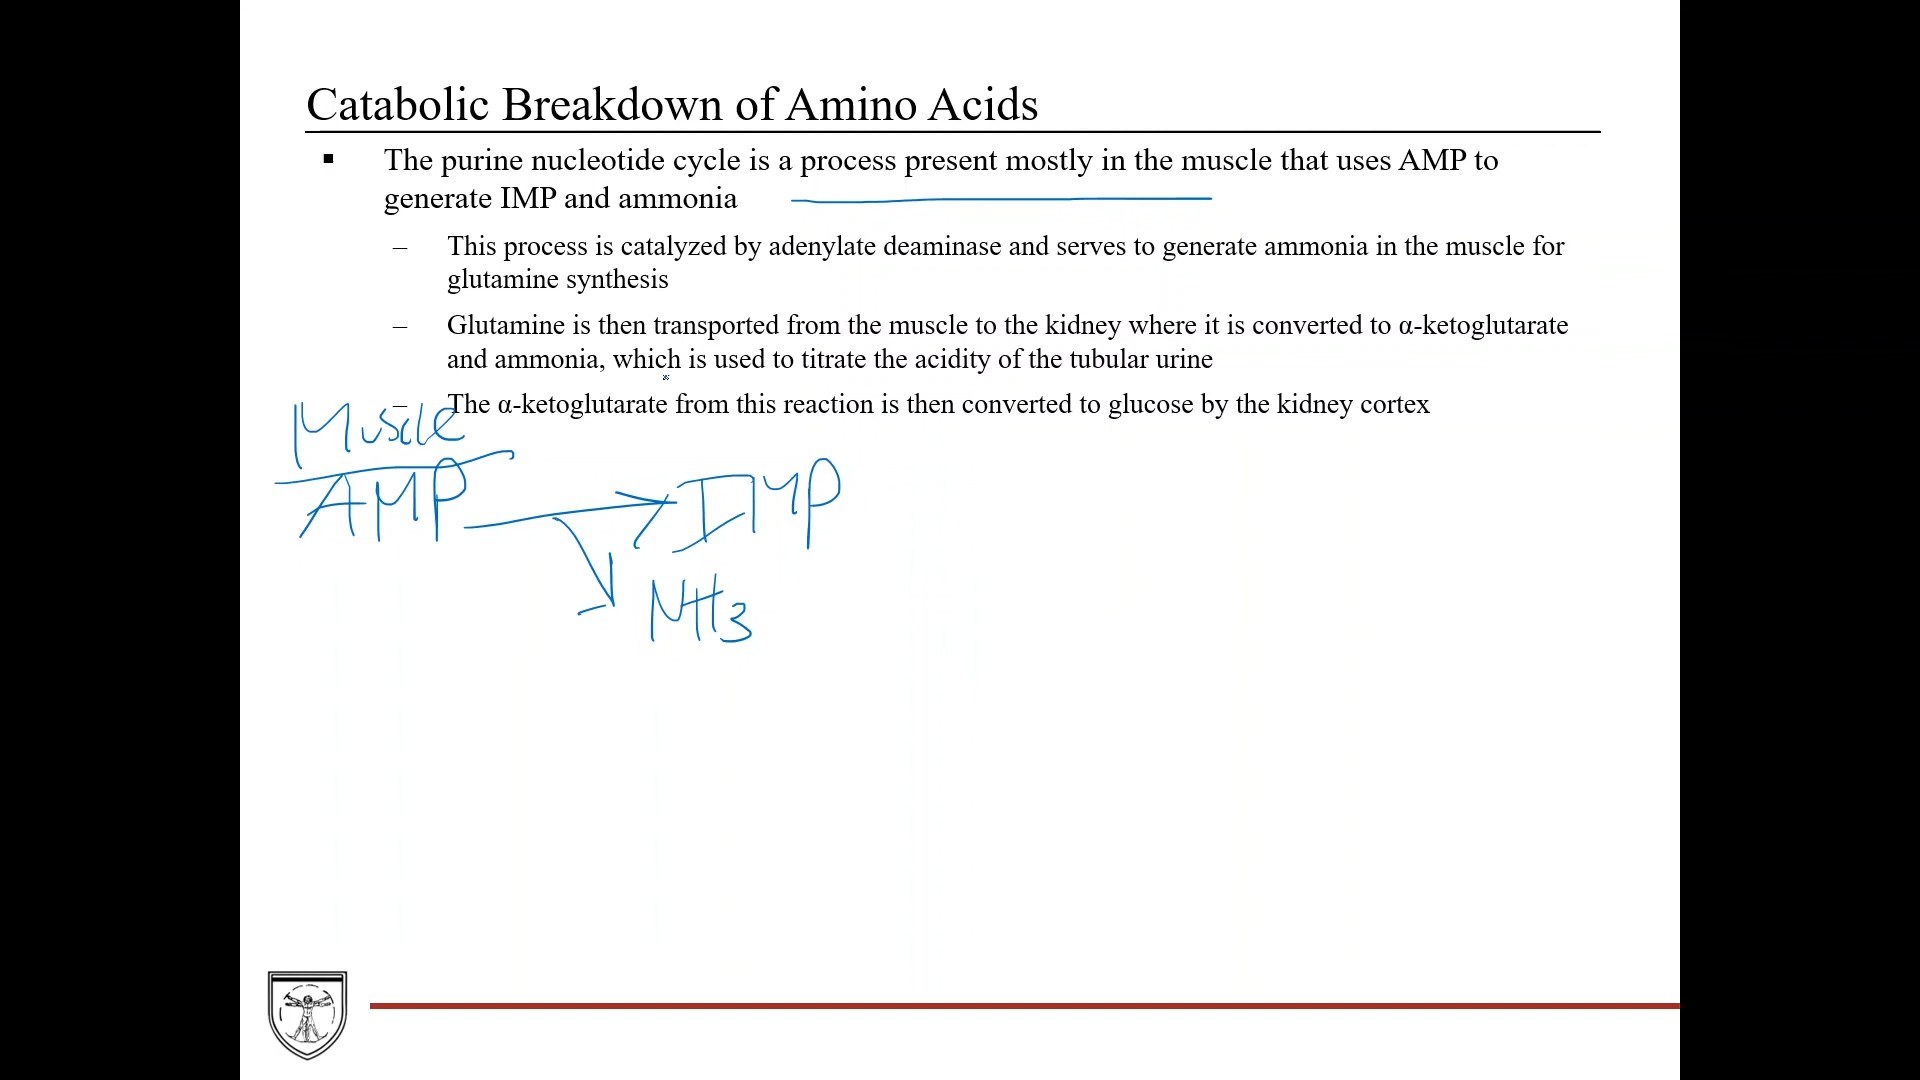 Catabolic Breakdown of Amino Acids
▪ The purine nucleotide cycle is a process present mostly in the muscle that uses AMP to
generate IMP and ammonia
– This process is catalyzed by adenylate deaminase and serves to generate ammonia in the muscle for
glutamine synthesis
– Glutamine is then transported from the muscle to the kidney where it is converted to α-ketoglutarate
and ammonia, which is used to titrate the acidity of the tubular urine
– The α-ketoglutarate from this reaction is then converted to glucose by the kidney cortex
Muscle
AMP → IMP
NH3